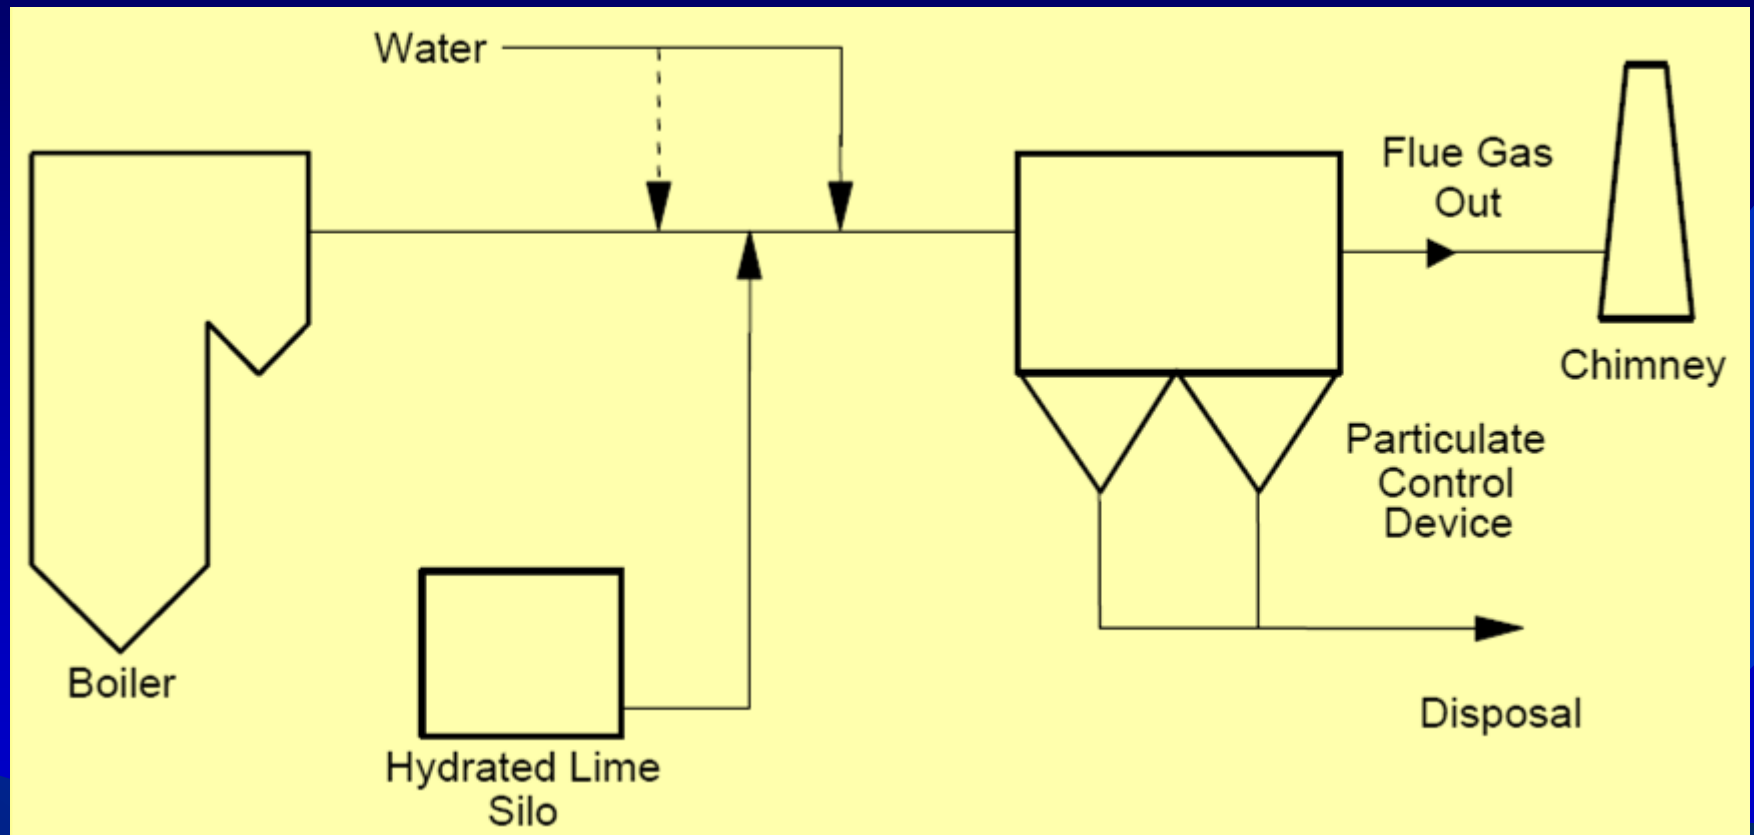 Water
Flue Gas
Out
Chimney
Particulate
Control
Device
Boiler
Disposal
Hydrated Lime
Silo